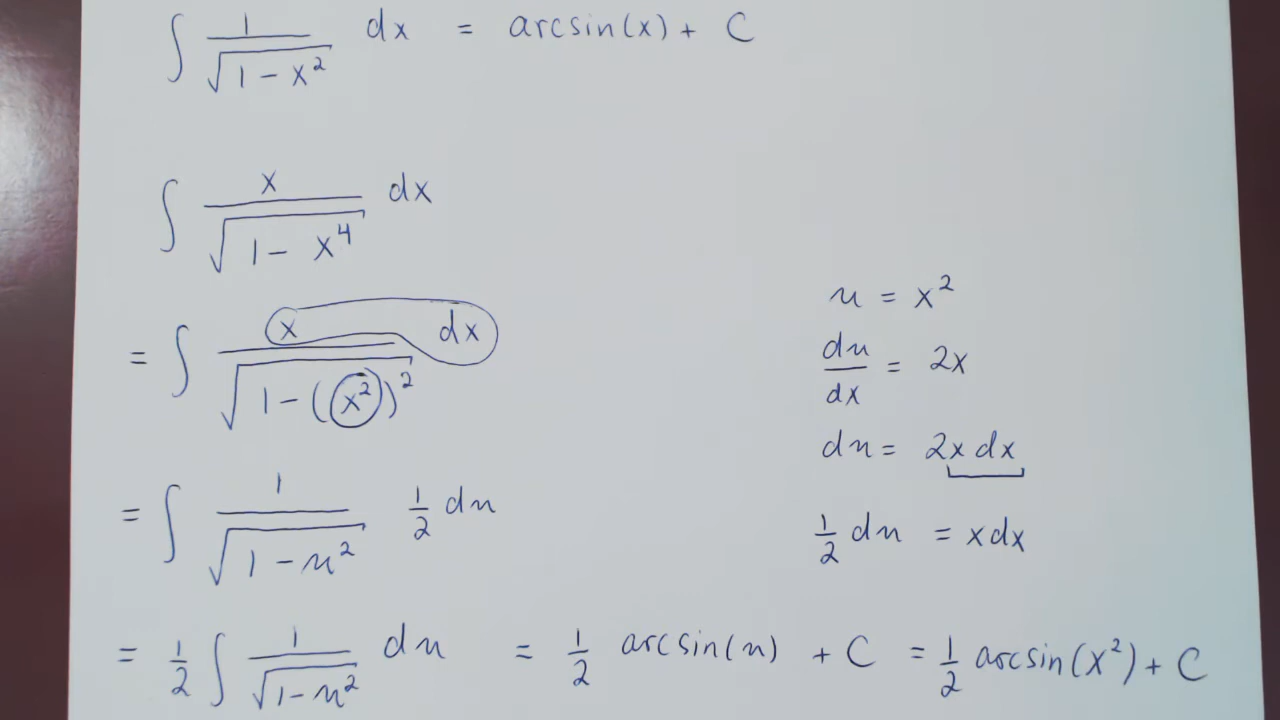 ∫ 1/√(1 - x²) dx = arcsin(x) + C
∫ x/√(1 - x⁴) dx
= ∫ x/√(1 - (x²)²) dx
u = x²
du/dx = 2x
du = 2x dx
= ∫ 1/√(1 - u²) ½ du
½ du = x dx
= ½ ∫ 1/√(1 - u²) du = ½ arcsin(u) + C = ½ arcsin(x²) + C